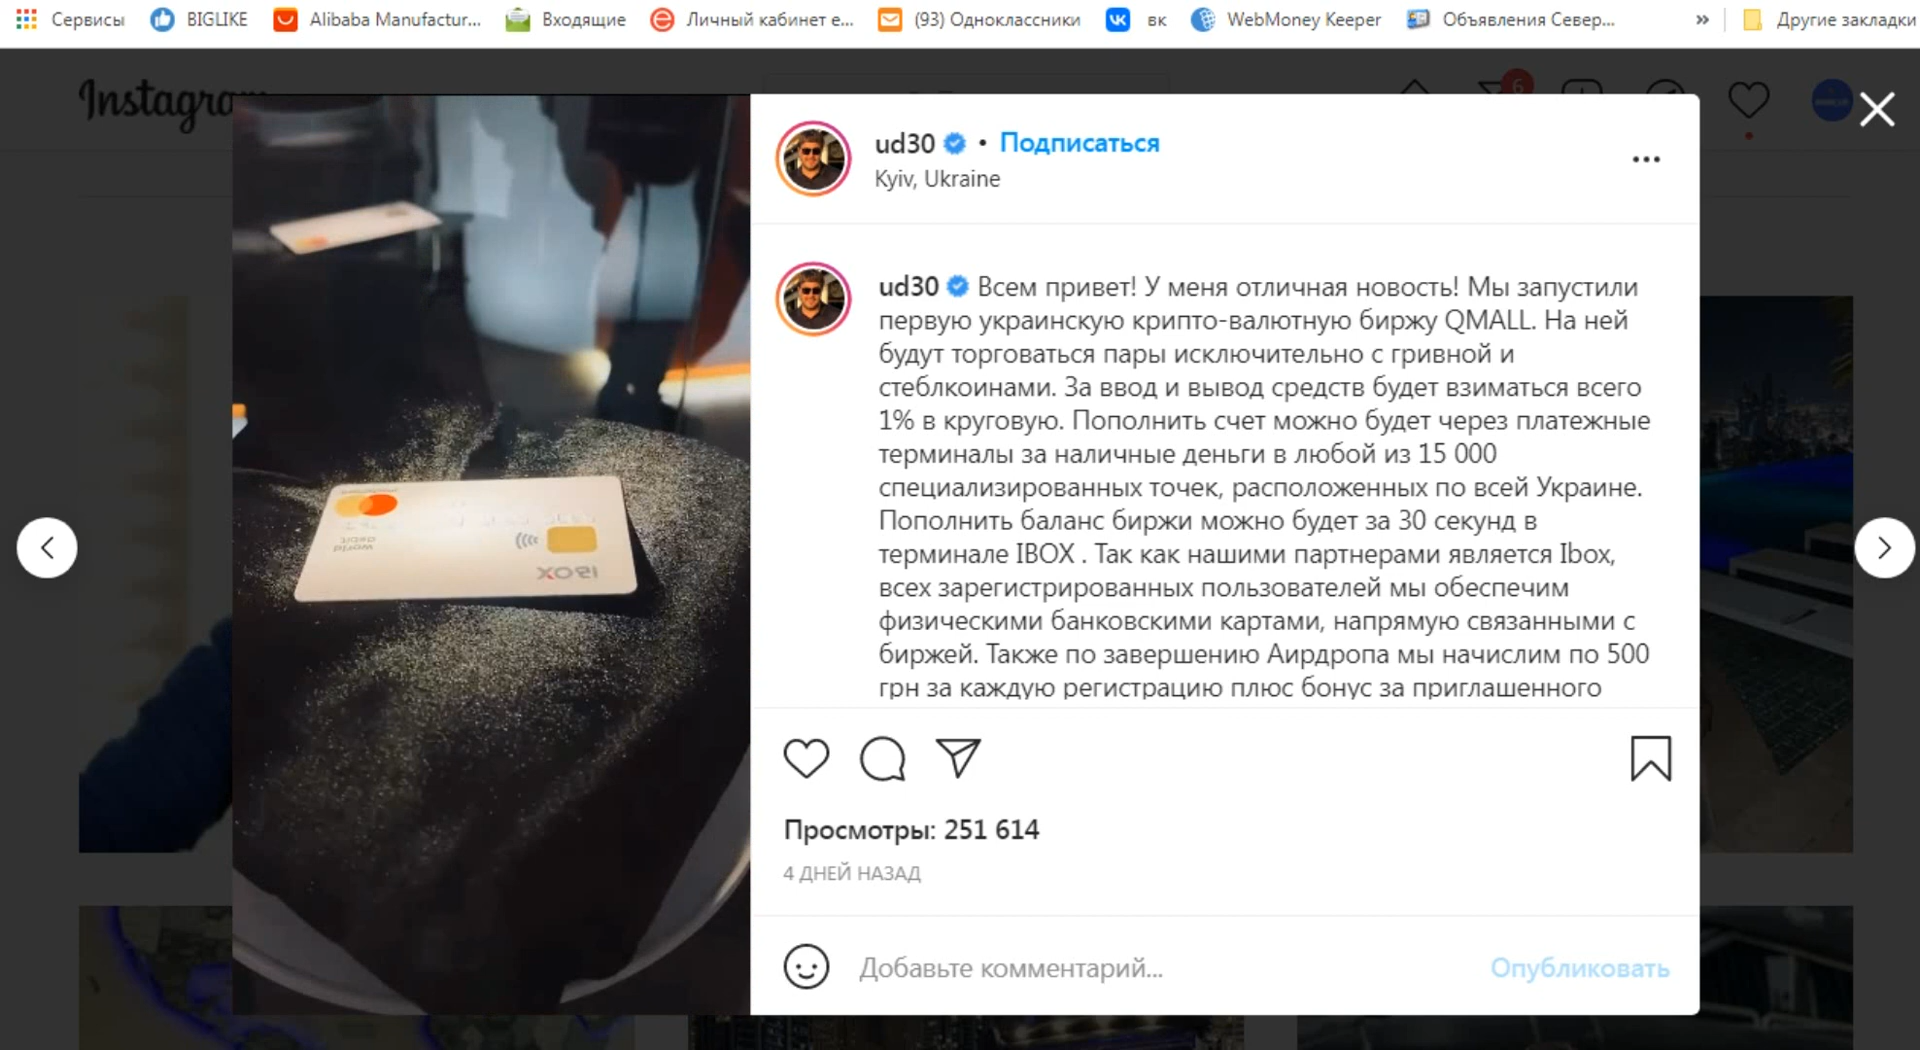 Сервисы
BIGLIKE
Alibaba Manufactur...
Входящие
Личный кабинет е...
(93) Одноклассники
вк
WebMoney Keeper
Объявления Север...
»
Другие закладки
Instagram
6
ud30 • Подписаться
Kyiv, Ukraine
ud30 Всем привет! У меня отличная новость! Мы запустили
первую украинскую крипто-валютную биржу QMALL. На ней
будут торговаться пары исключительно с гривной и
стеблкоинами. За ввод и вывод средств будет взиматься всего
1% в круговую. Пополнить счет можно будет через платежные
терминалы за наличные деньги в любой из 15 000
специализированных точек, расположенных по всей Украине.
Пополнить баланс биржи можно будет за 30 секунд в
терминале IBOX . Так как нашими партнерами является Ibox,
всех зарегистрированных пользователей мы обеспечим
физическими банковскими картами, напрямую связанными с
биржей. Также по завершению Аирдропа мы начислим по 500
грн за каждую регистрацию плюс бонус за приглашенного
world
debit
IBOX
Просмотры: 251 614
4 ДНЕЙ НАЗАД
Добавьте комментарий...
Опубликовать